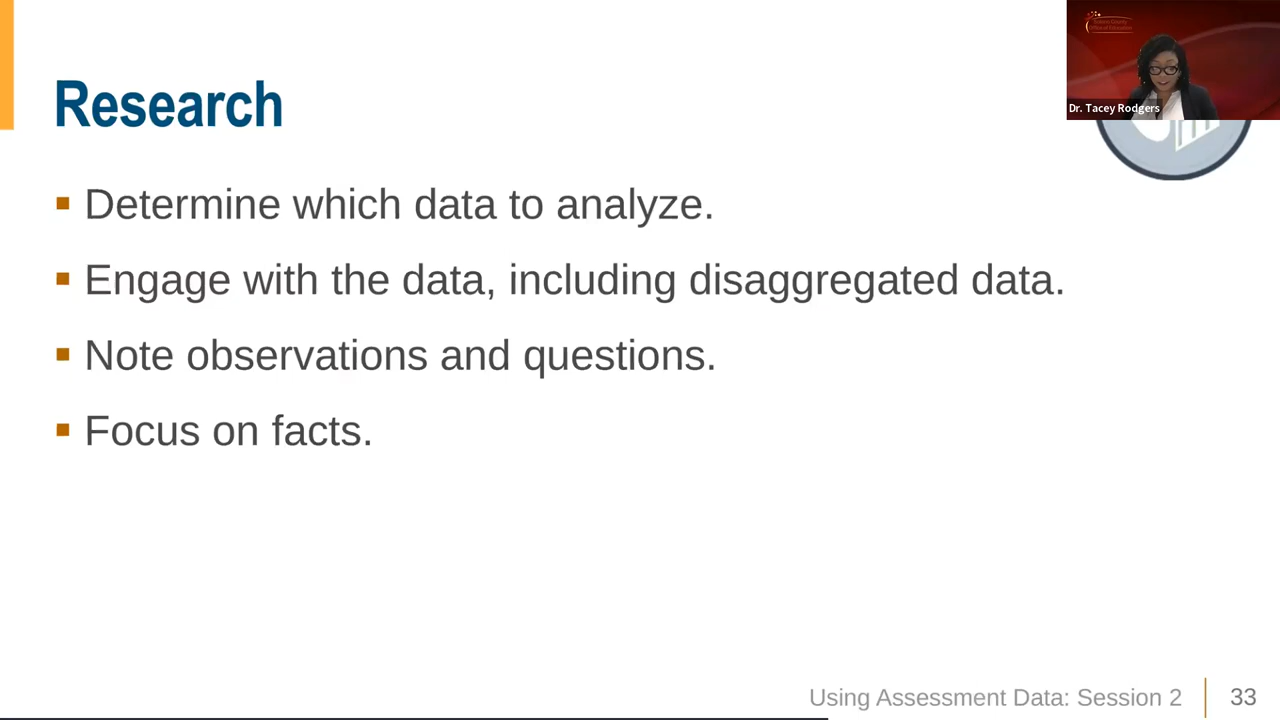 Research
Dr. Tacey Rodgers
▪ Determine which data to analyze.
▪ Engage with the data, including disaggregated data.
▪ Note observations and questions.
▪ Focus on facts.
Using Assessment Data: Session 2
33